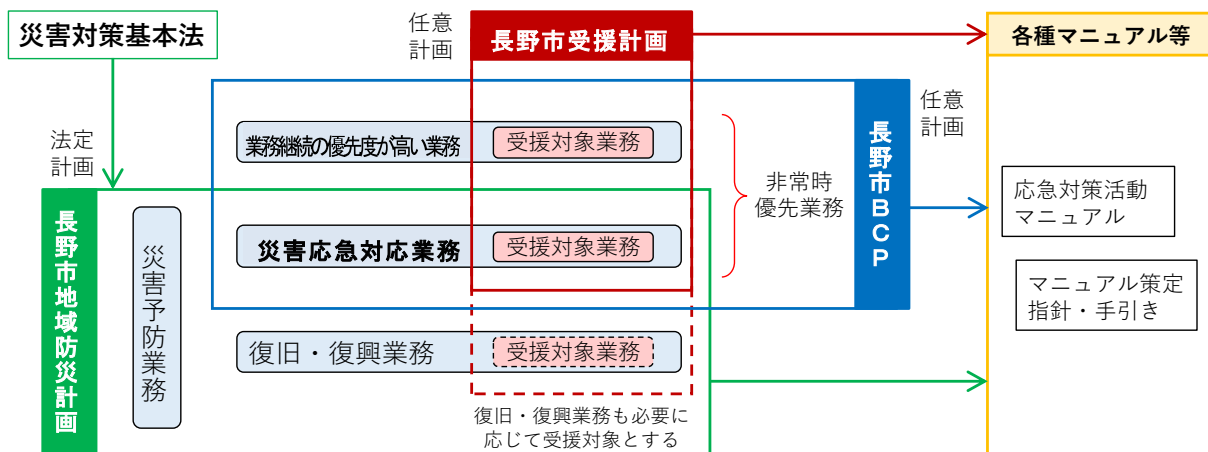 災害対策基本法
任意
計画
長野市受援計画
各種マニュアル等
法定
計画
業務継続の優先度が高い業務
受援対象業務
非常時
優先業務
長野市BCP
任意
計画
応急対策活動
マニュアル
長野市地域防災計画
災害予防業務
災害応急対応業務
受援対象業務
マニュアル策定
指針・手引き
復旧・復興業務
受援対象業務
復旧・復興業務も必要に
応じて受援対象とする